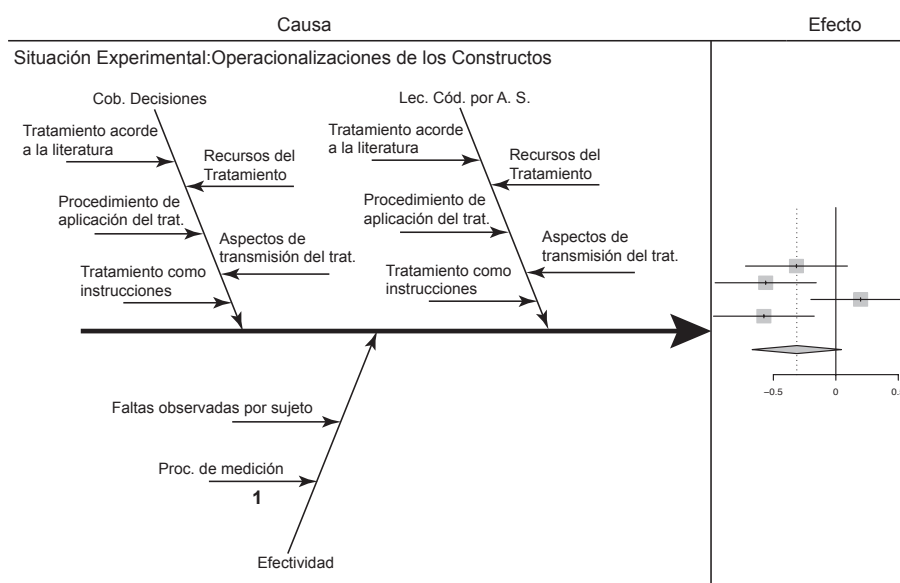 Causa
Efecto
Situación Experimental:Operacionalizaciones de los Constructos
Cob. Decisiones
Lec. Cód. por A. S.
Tratamiento acorde
a la literatura
Recursos del
Tratamiento
Procedimiento de
aplicación del trat.
Aspectos de
transmisión del trat.
Tratamiento como
instrucciones
Tratamiento acorde
a la literatura
Recursos del
Tratamiento
Procedimiento de
aplicación del trat.
Aspectos de
transmisión del trat.
Tratamiento como
instrucciones
−0.5
0
0.5
Faltas observadas por sujeto
Proc. de medición
1
Efectividad